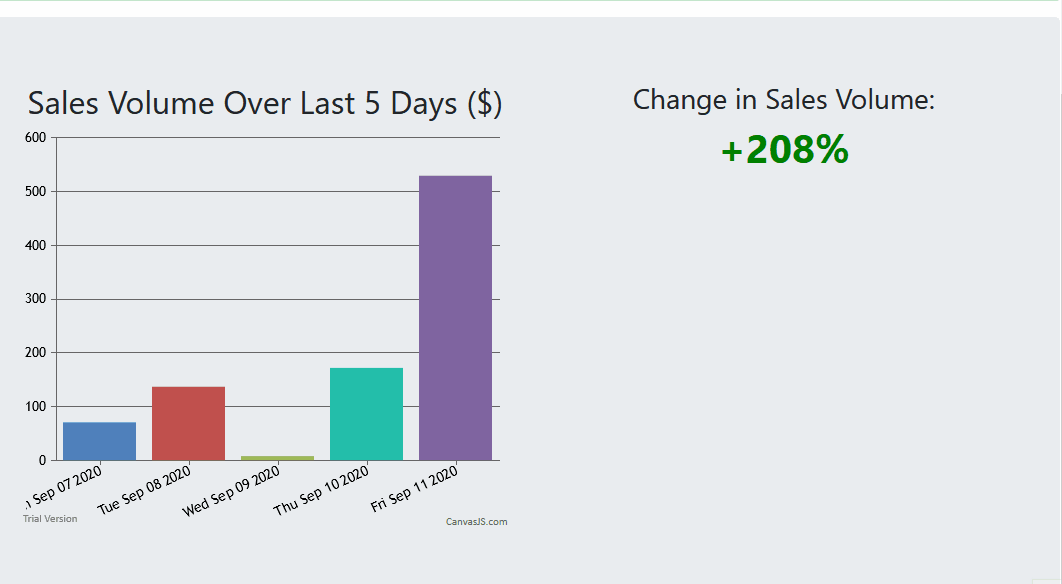 Sales Volume Over Last 5 Days ($)
600
500
400
300
200
100
0
Sep 07 2020
Tue Sep 08 2020
Wed Sep 09 2020
Thu Sep 10 2020
Fri Sep 11 2020
Trial Version
CanvasJS.com
Change in Sales Volume:
+208%